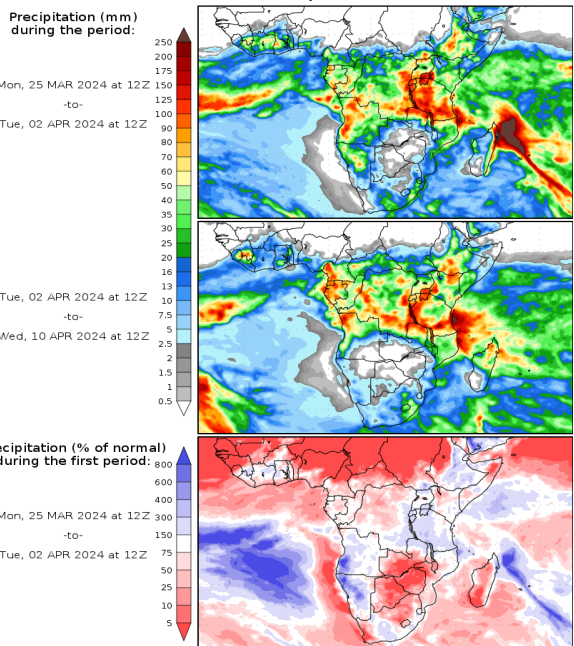 Precipitation (mm)
during the period:
Mon, 25 MAR 2024 at 12Z
-to-
Tue, 02 APR 2024 at 12Z
250
200
175
150
125
100
90
80
70
60
50
40
35
30
25
20
16
13
10
7.5
5
2.5
2
1.5
1
0.5
Tue, 02 APR 2024 at 12Z
-to-
Wed, 10 APR 2024 at 12Z
ecipitation (% of normal)
during the first period:
Mon, 25 MAR 2024 at 12Z
-to-
Tue, 02 APR 2024 at 12Z
800
600
400
300
150
75
50
25
10
5